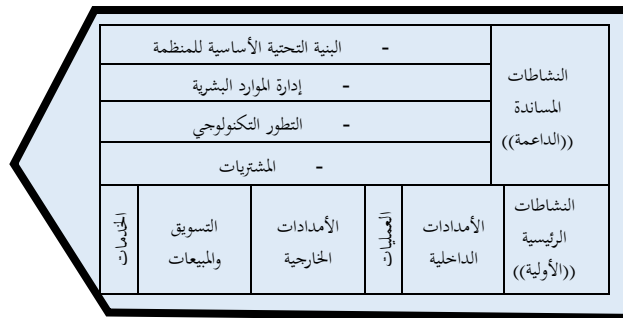 النشاطات
المساندة
((الداعمة))
- البنية التحتية الأساسية للمنظمة
- إدارة الموارد البشرية
- التطور التكنولوجي
- المشتريات
النشاطات
الرئيسية
((الأولية))
الأمدادات
الداخلية
العمليات
الأمدادات
الخارجية
التسويق
والمبيعات
الخدمات